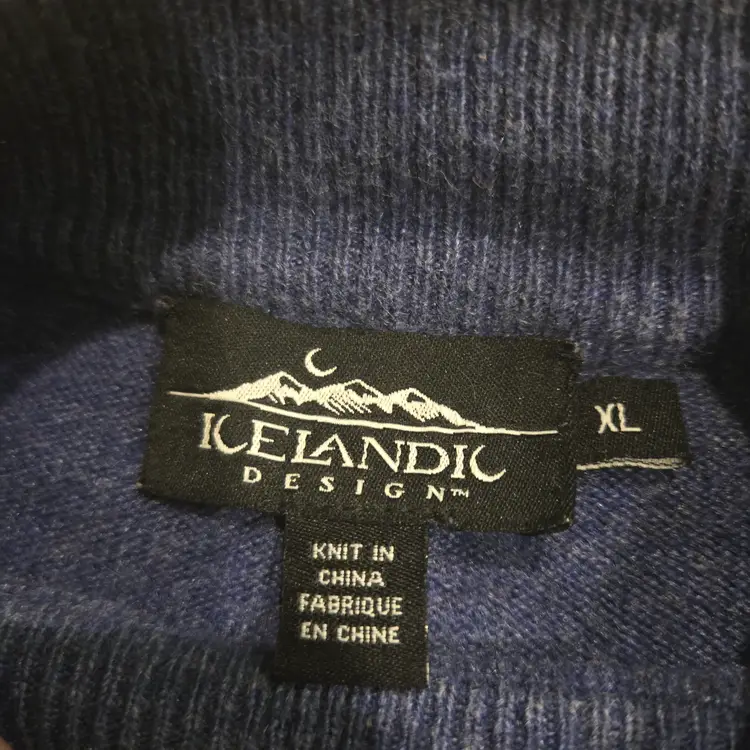 ICELANDIC
DESIGN™
XL
KNIT IN
CHINA
FABRIQUE
EN CHINE